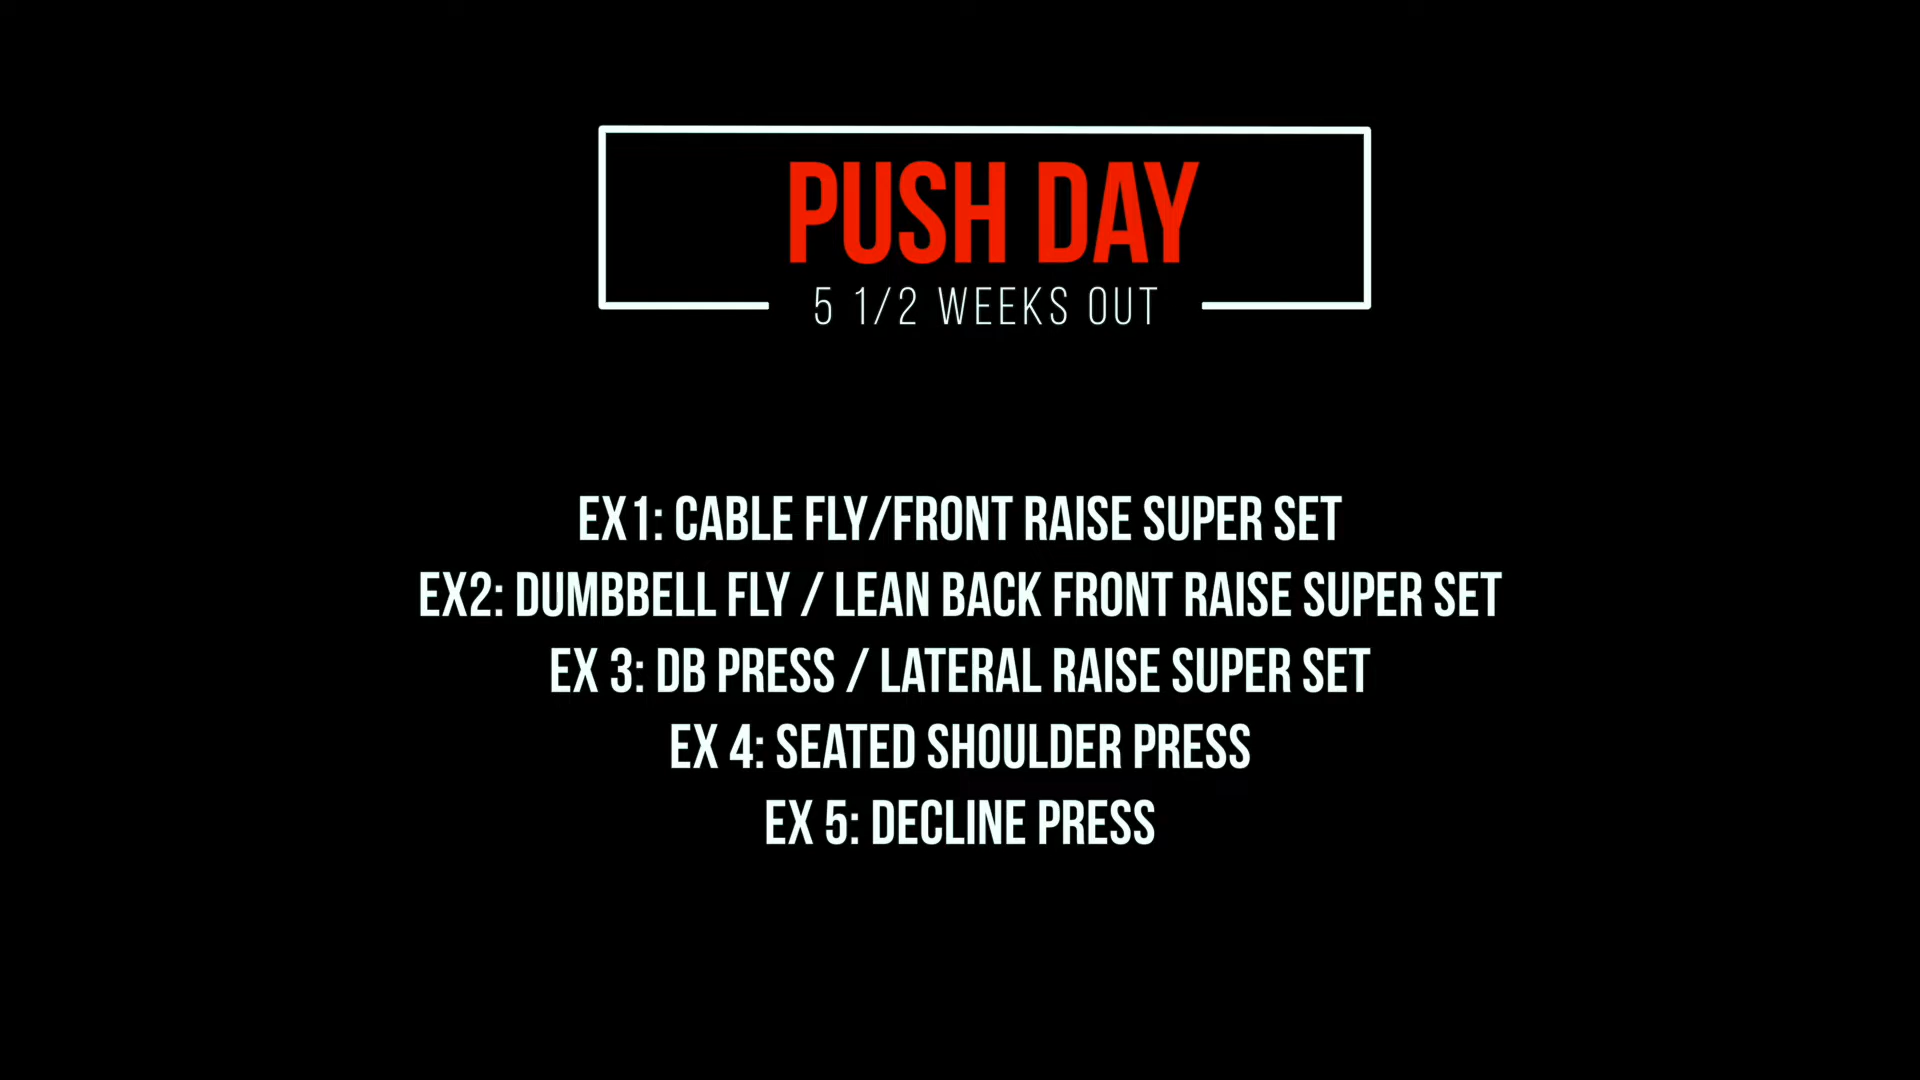 PUSH DAY
5 1/2 WEEKS OUT
EX1: CABLE FLY/FRONT RAISE SUPER SET
EX2: DUMBBELL FLY / LEAN BACK FRONT RAISE SUPER SET
EX 3: DB PRESS / LATERAL RAISE SUPER SET
EX 4: SEATED SHOULDER PRESS
EX 5: DECLINE PRESS